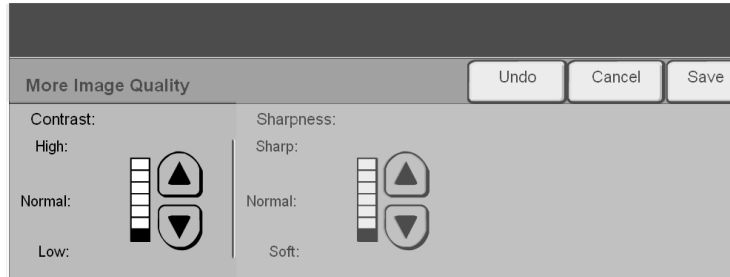 More Image Quality
Undo
Cancel
Save
Contrast:
High:
Normal:
Low:
Sharpness:
Sharp:
Normal:
Soft: